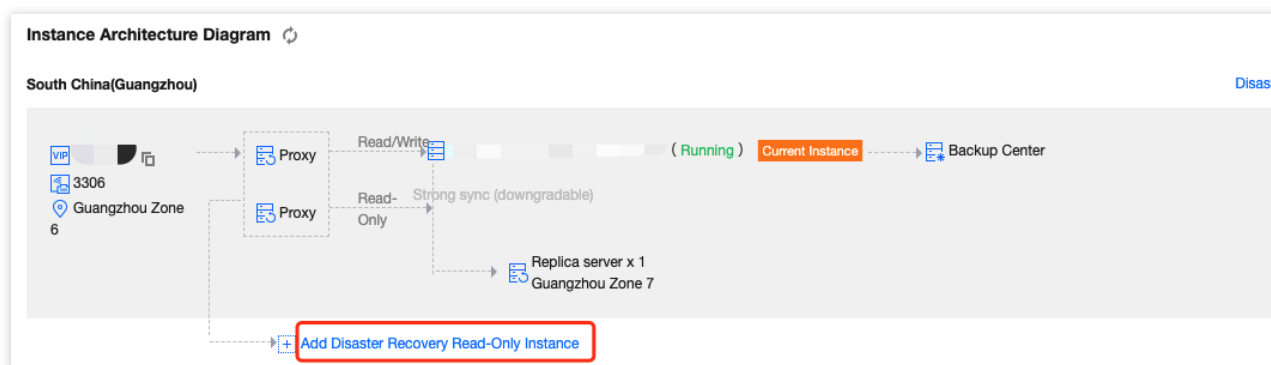 Instance Architecture Diagram
South China(Guangzhou)
Disas
VIP
3306
Guangzhou Zone
6
Proxy
Proxy
Read/Write
Read-
Only
( Running )
Current Instance
Backup Center
Strong sync (downgradable)
Replica server x 1
Guangzhou Zone 7
Add Disaster Recovery Read-Only Instance